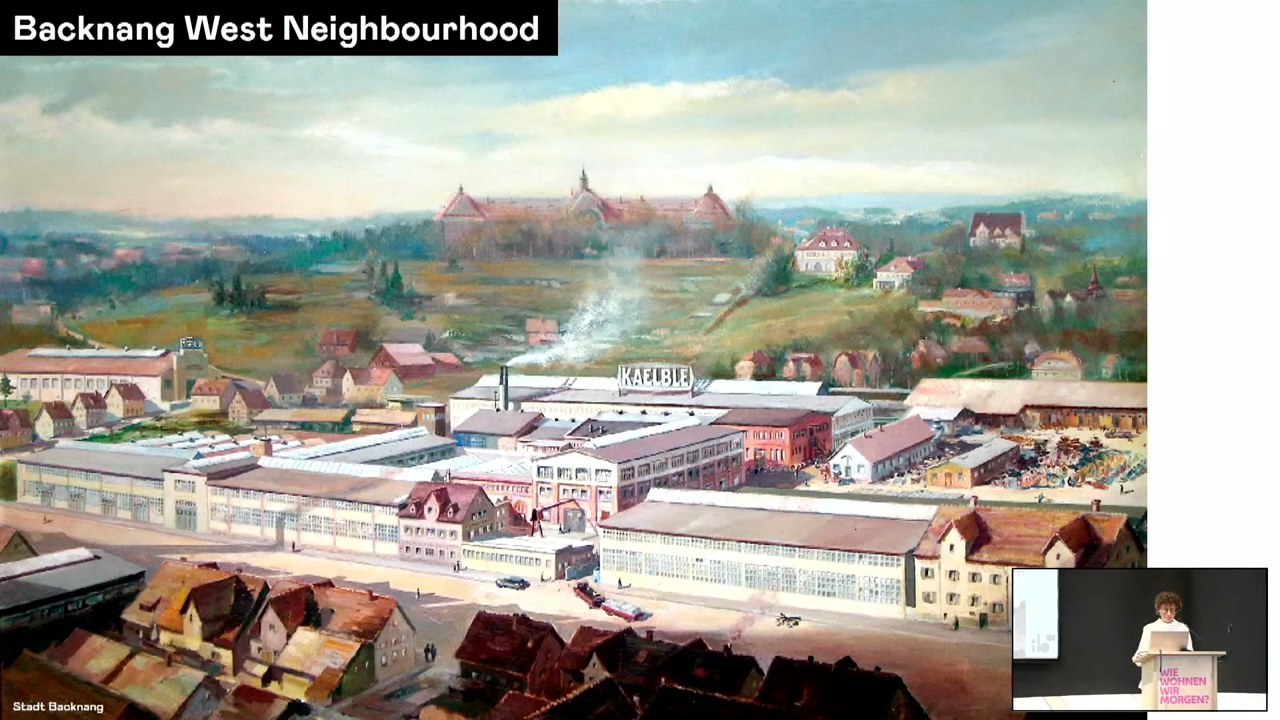 Backnang West Neighbourhood
KAELBLE
Stadt Backnang
WIE
WOHNEN
WIR
MORGEN?